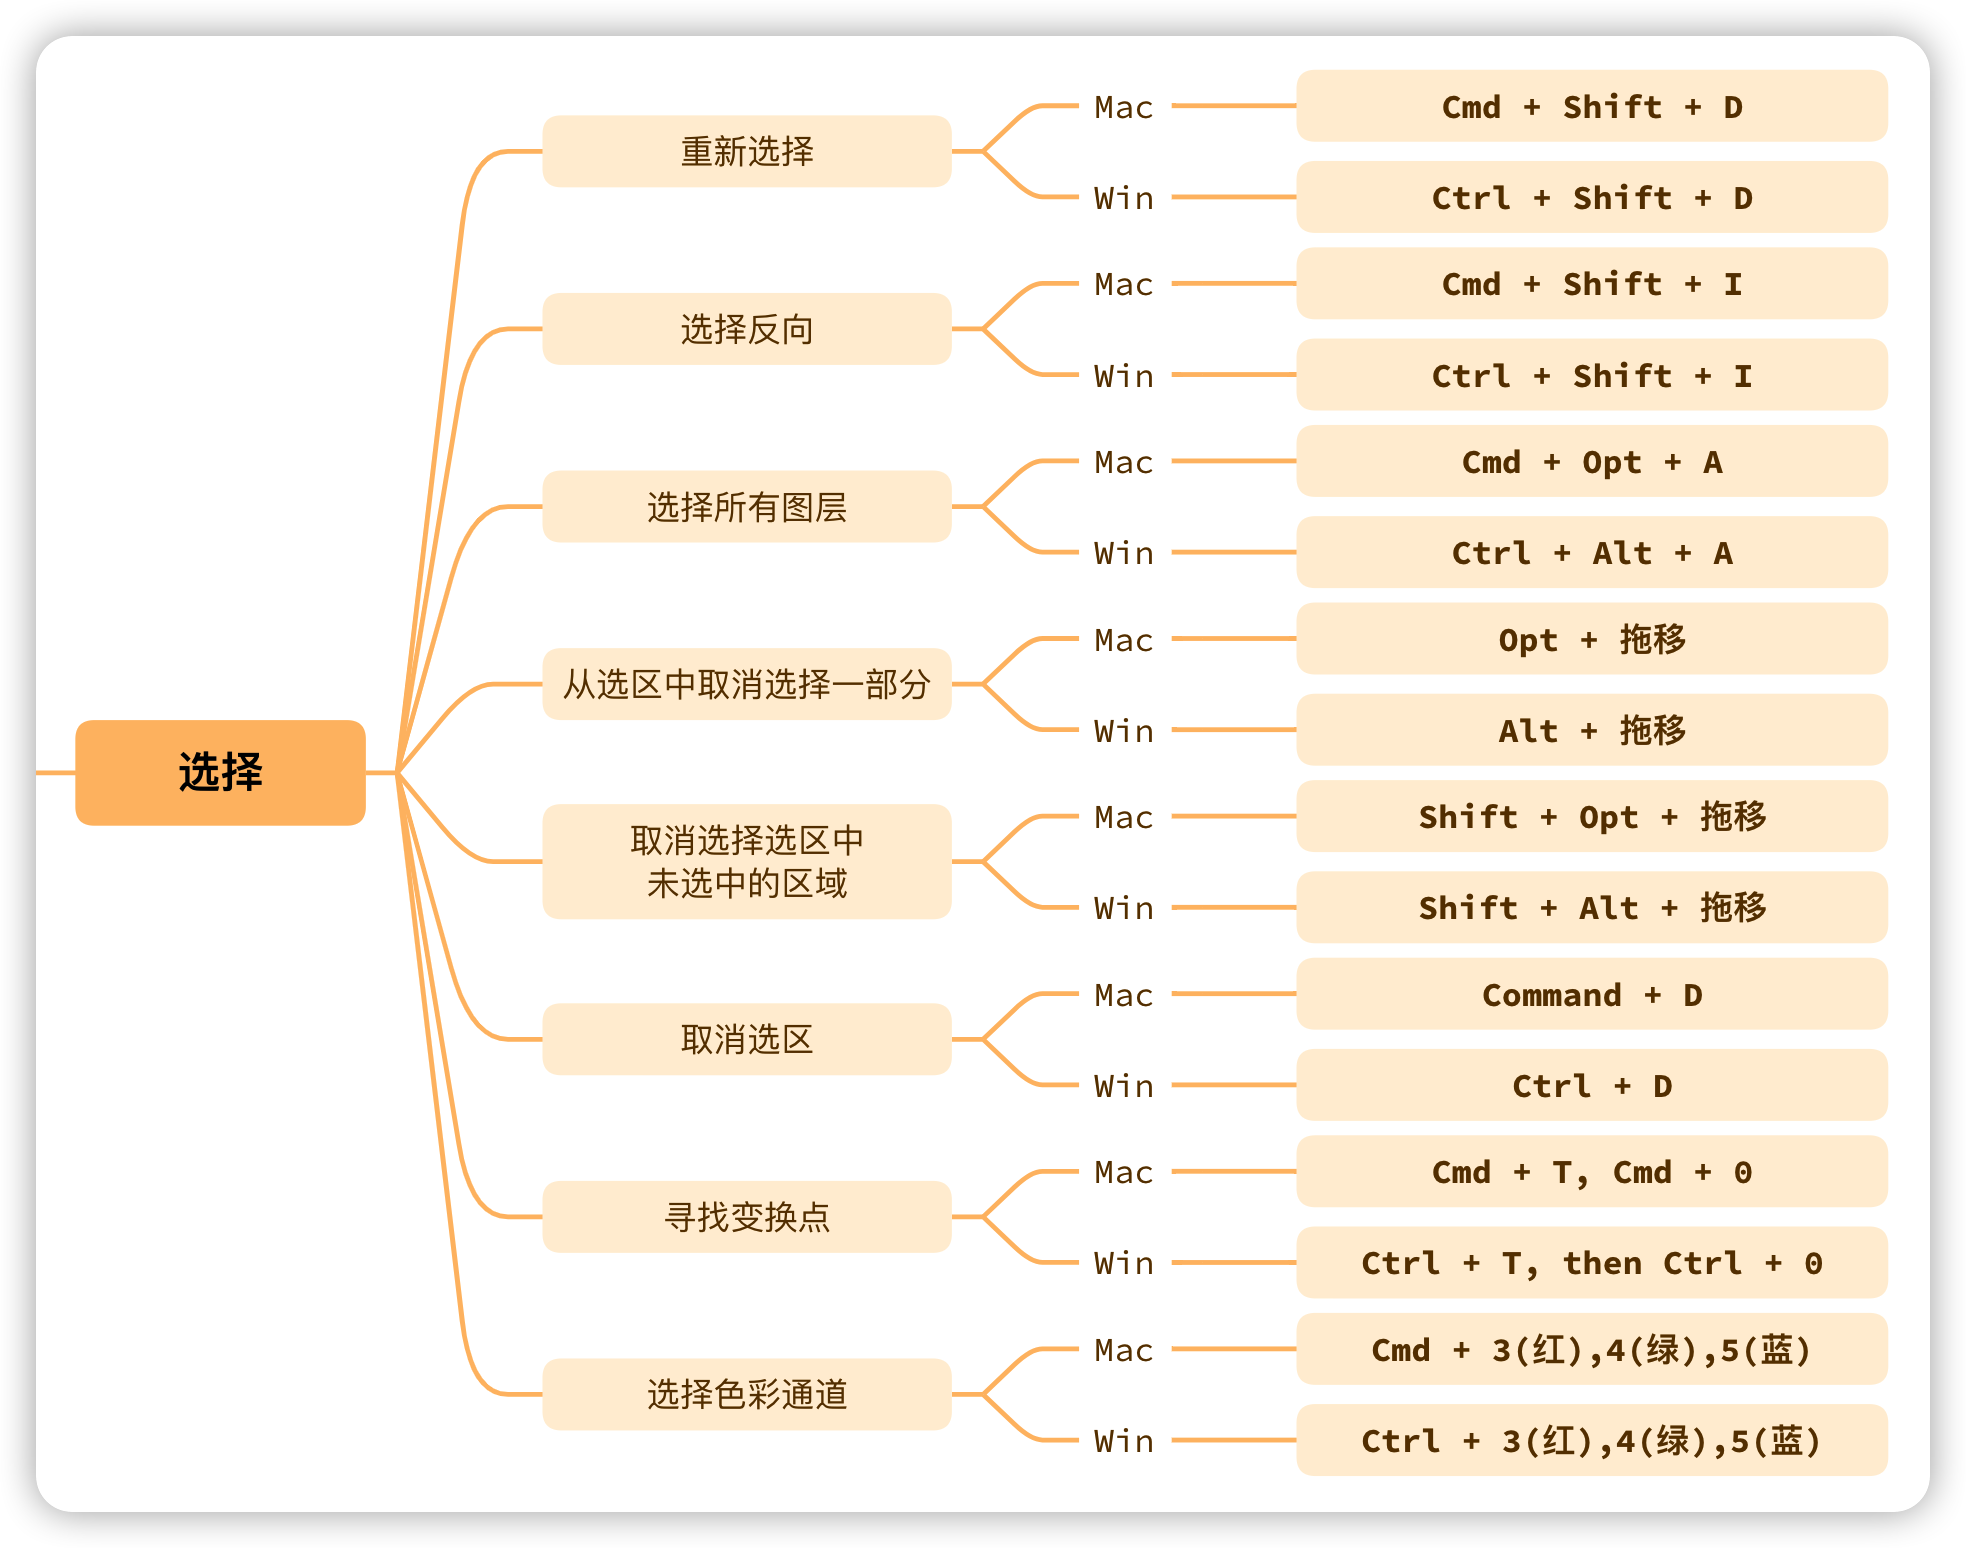 选择
重新选择
Mac
Cmd + Shift + D
Win
Ctrl + Shift + D
选择反向
Mac
Cmd + Shift + I
Win
Ctrl + Shift + I
选择所有图层
Mac
Cmd + Opt + A
Win
Ctrl + Alt + A
从选区中取消选择一部分
Mac
Opt + 拖移
Win
Alt + 拖移
取消选择选区中
未选中的区域
Mac
Shift + Opt + 拖移
Win
Shift + Alt + 拖移
取消选区
Mac
Command + D
Win
Ctrl + D
寻找变换点
Mac
Cmd + T, Cmd + 0
Win
Ctrl + T, then Ctrl + 0
选择色彩通道
Mac
Cmd + 3(红),4(绿),5(蓝)
Win
Ctrl + 3(红),4(绿),5(蓝)